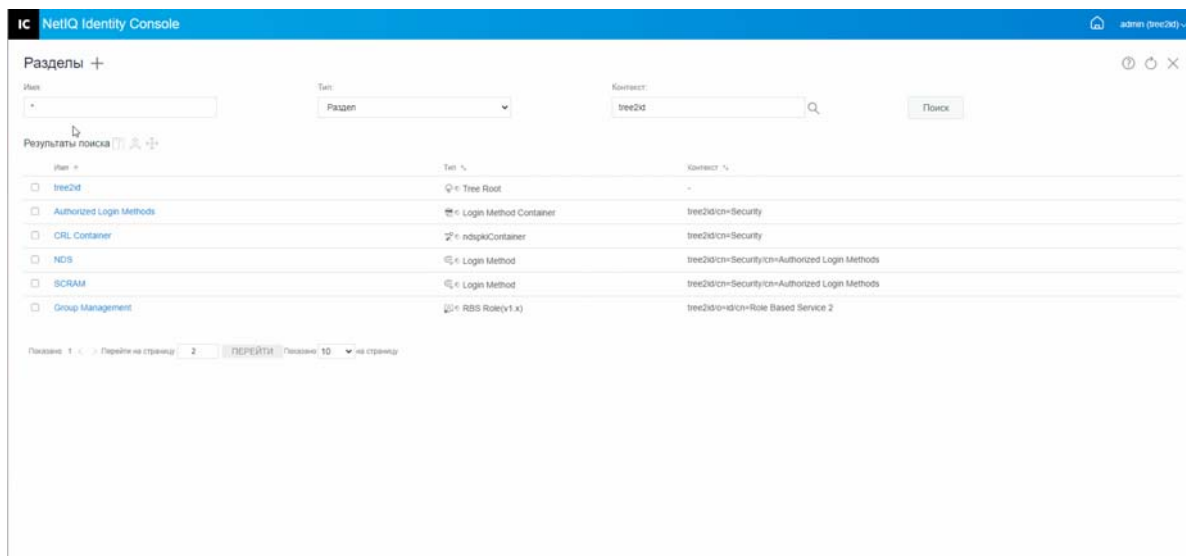 IC NetIQ Identity Console
admin (tree2id)
Разделы
Имя: Тип: Контекст:
* Раздел tree2id Поиск
Результаты поиска
Имя Тип Контекст
tree2id Tree Root -
Authorized Login Methods Login Method Container tree2id/cn=Security
CRL Container ndspkiContainer tree2id/cn=Security
NDS Login Method tree2id/cn=Security/cn=Authorized Login Methods
SCRAM Login Method tree2id/cn=Security/cn=Authorized Login Methods
Group Management RBS Role(v1.x) tree2id/o=id/cn=Role Based Service 2
Показано 1 < > Перейти на страницу 2 ПЕРЕЙТИ Показано 10 на страницу